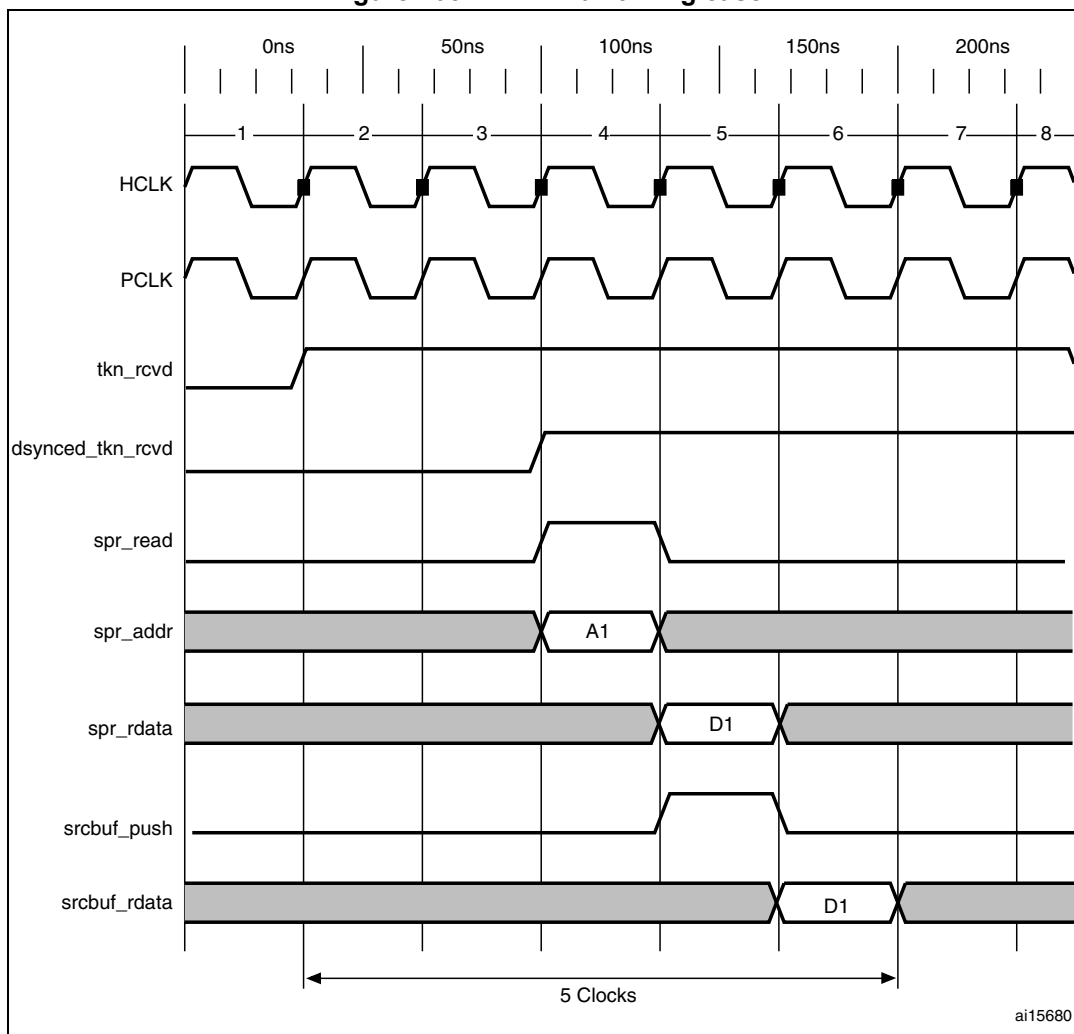 0ns 50ns 100ns 150ns 200ns
1 2 3 4 5 6 7 8
HCLK
PCLK
tkn_rcvd
dsynced_tkn_rcvd
spr_read
spr_addr A1
spr_rdata D1
srcbuf_push
srcbuf_rdata D1
5 Clocks
ai15680